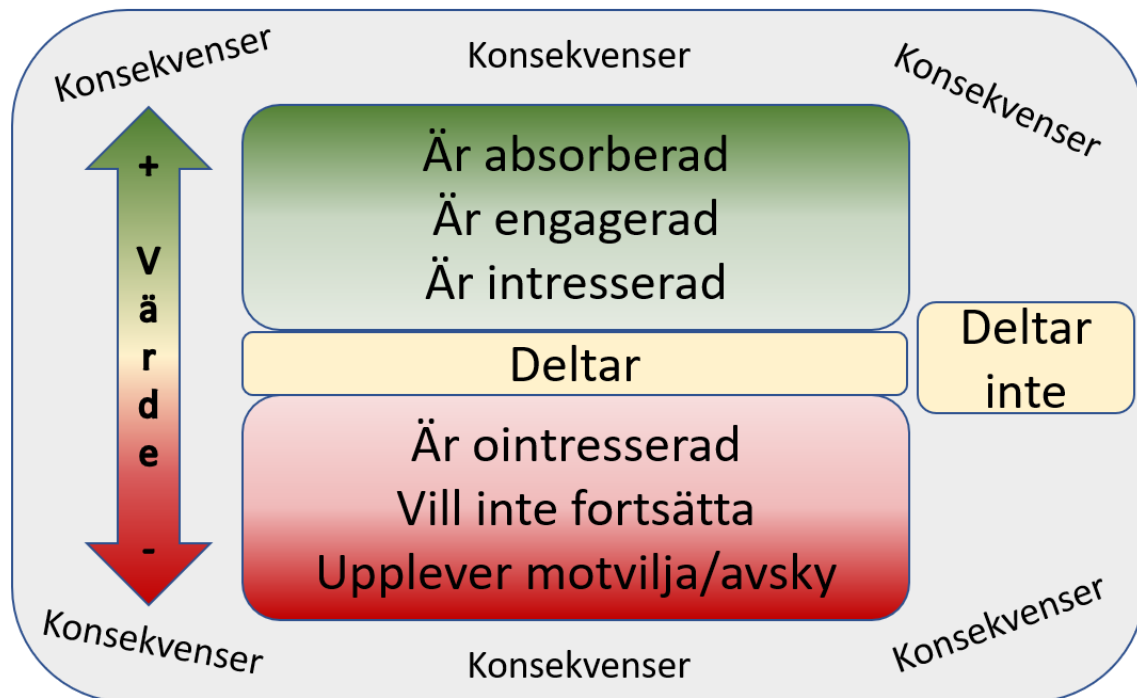 Konsekvenser
Konsekvenser
Konsekvenser
+
Värde
-
Är absorberad
Är engagerad
Är intresserad
Deltar
Deltar
inte
Är ointresserad
Vill inte fortsätta
Upplever motvilja/avsky
Konsekvenser
Konsekvenser
Konsekvenser